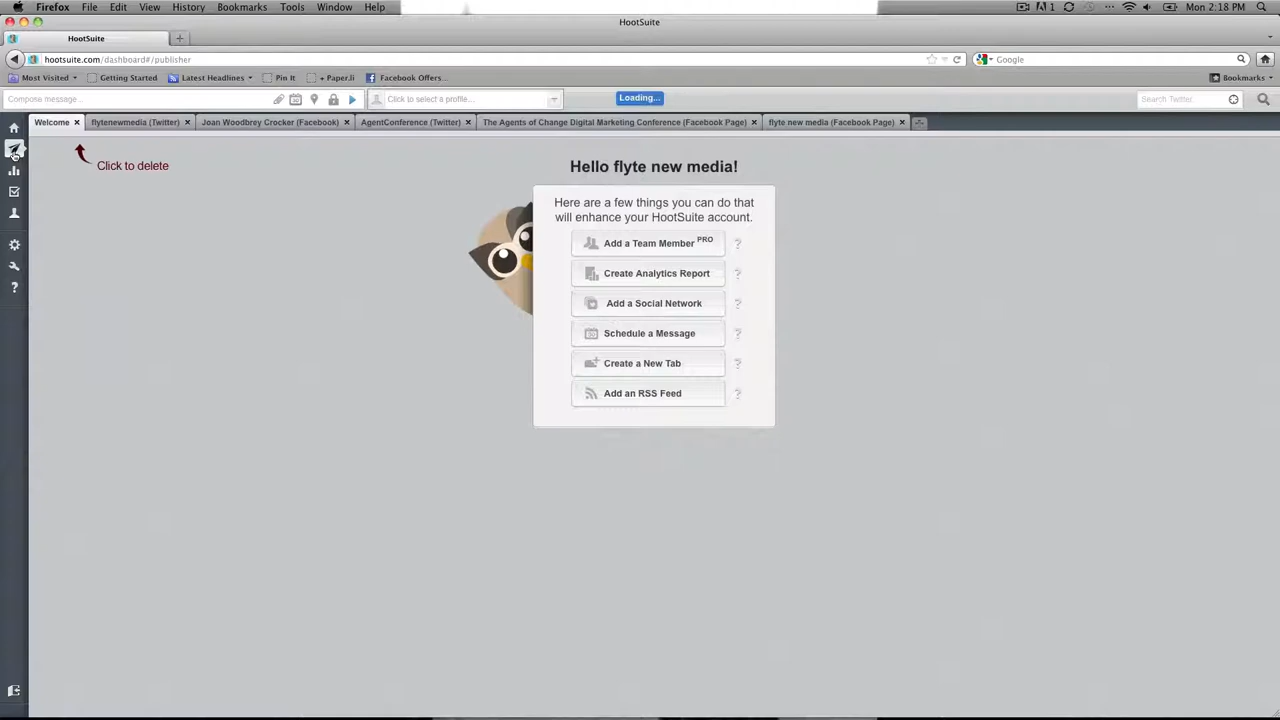 Firefox File Edit View History Bookmarks Tools Window Help 1 Mon 2:18 PM
HootSuite
HootSuite
hootsuite.com/dashboard#/publisher Google
Most Visited Getting Started Latest Headlines Pin It + Paper.li Facebook Offers... Bookmarks
Compose message... Click to select a profile... Loading... Search Twitter.
Welcome flytenewmedia (Twitter) Joan Woodbrey Crocker (Facebook) AgentConference (Twitter) The Agents of Change Digital Marketing Conference (Facebook Page) flyte new media (Facebook Page)
Click to delete
Hello flyte new media!
Here are a few things you can do that
will enhance your HootSuite account.
Add a Team Member PRO ?
Create Analytics Report ?
Add a Social Network ?
Schedule a Message ?
Create a New Tab ?
Add an RSS Feed ?
?